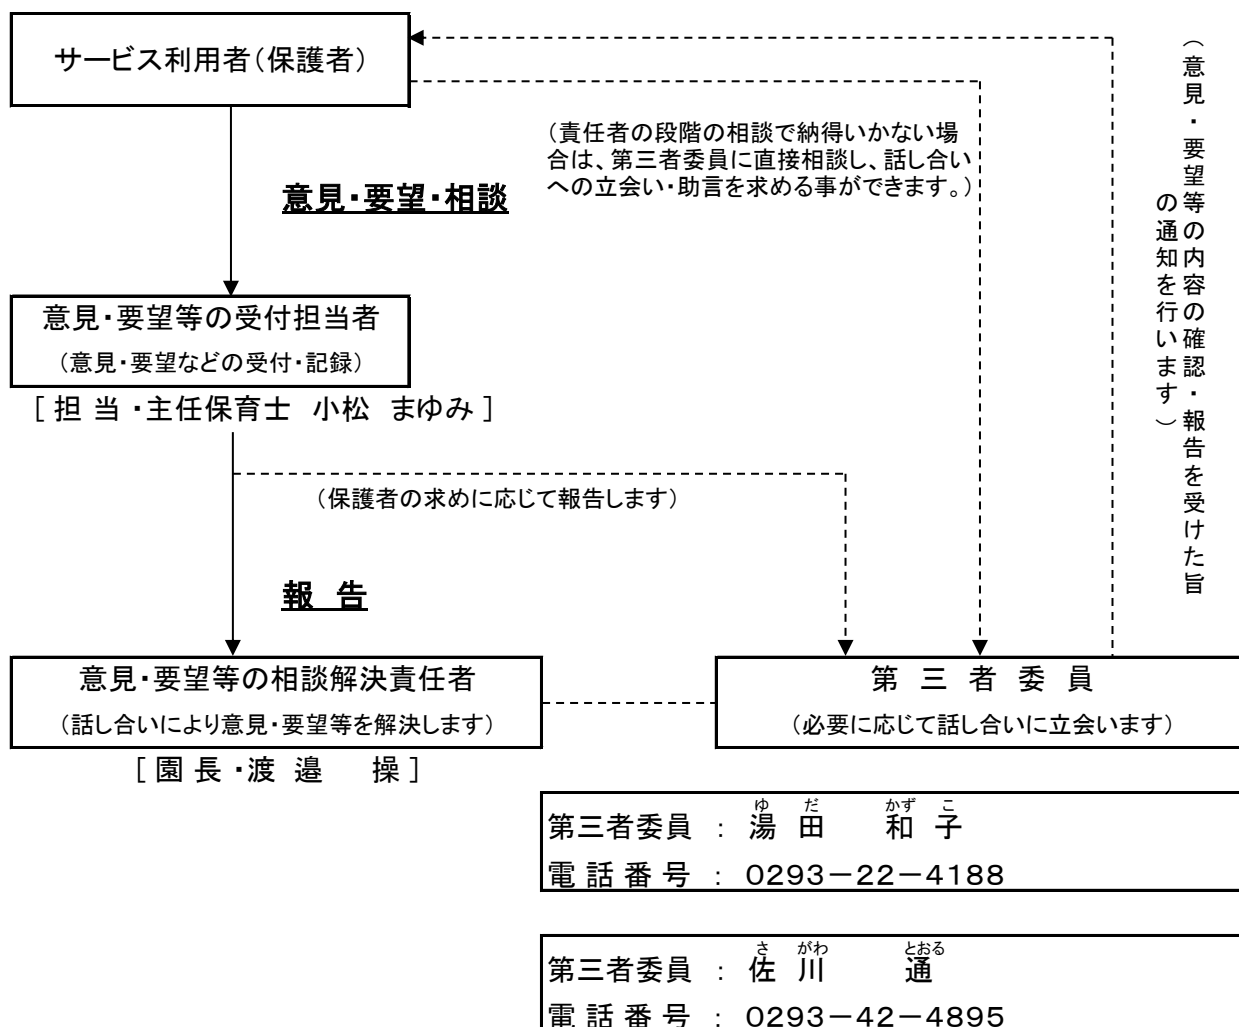 サービス利用者（保護者）
（責任者の段階の相談で納得いかない場
合は、第三者委員に直接相談し、話し合い
への立会い・助言を求める事ができます。）
（意見・要望等の内容の確認・報告を受けた旨
の通知を行います）
意見・要望・相談
意見・要望等の受付担当者
（意見・要望などの受付・記録）
［ 担 当 ・主任保育士　小松　まゆみ ］
（保護者の求めに応じて報告します）
報　告
意見・要望等の相談解決責任者
（話し合いにより意見・要望等を解決します）
［ 園 長 ・渡　邉　　操 ］
第　三　者　委　員
（必要に応じて話し合いに立会います）
ゆ　だ　　かず　こ
第三者委員　：　湯　田　　和　子
電 話 番 号　：　０２９３－２２－４１８８
さ　がわ　　とおる
第三者委員　：　佐　川　　通
電 話 番 号　：　０２９３－４２－４８９５